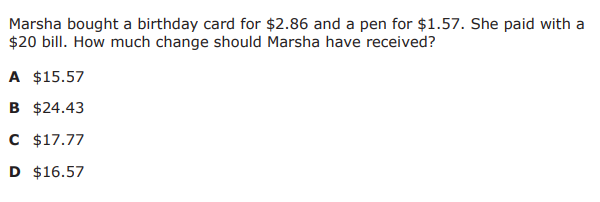 Marsha bought a birthday card for $2.86 and a pen for $1.57. She paid with a
$20 bill. How much change should Marsha have received?
A $15.57
B $24.43
C $17.77
D $16.57